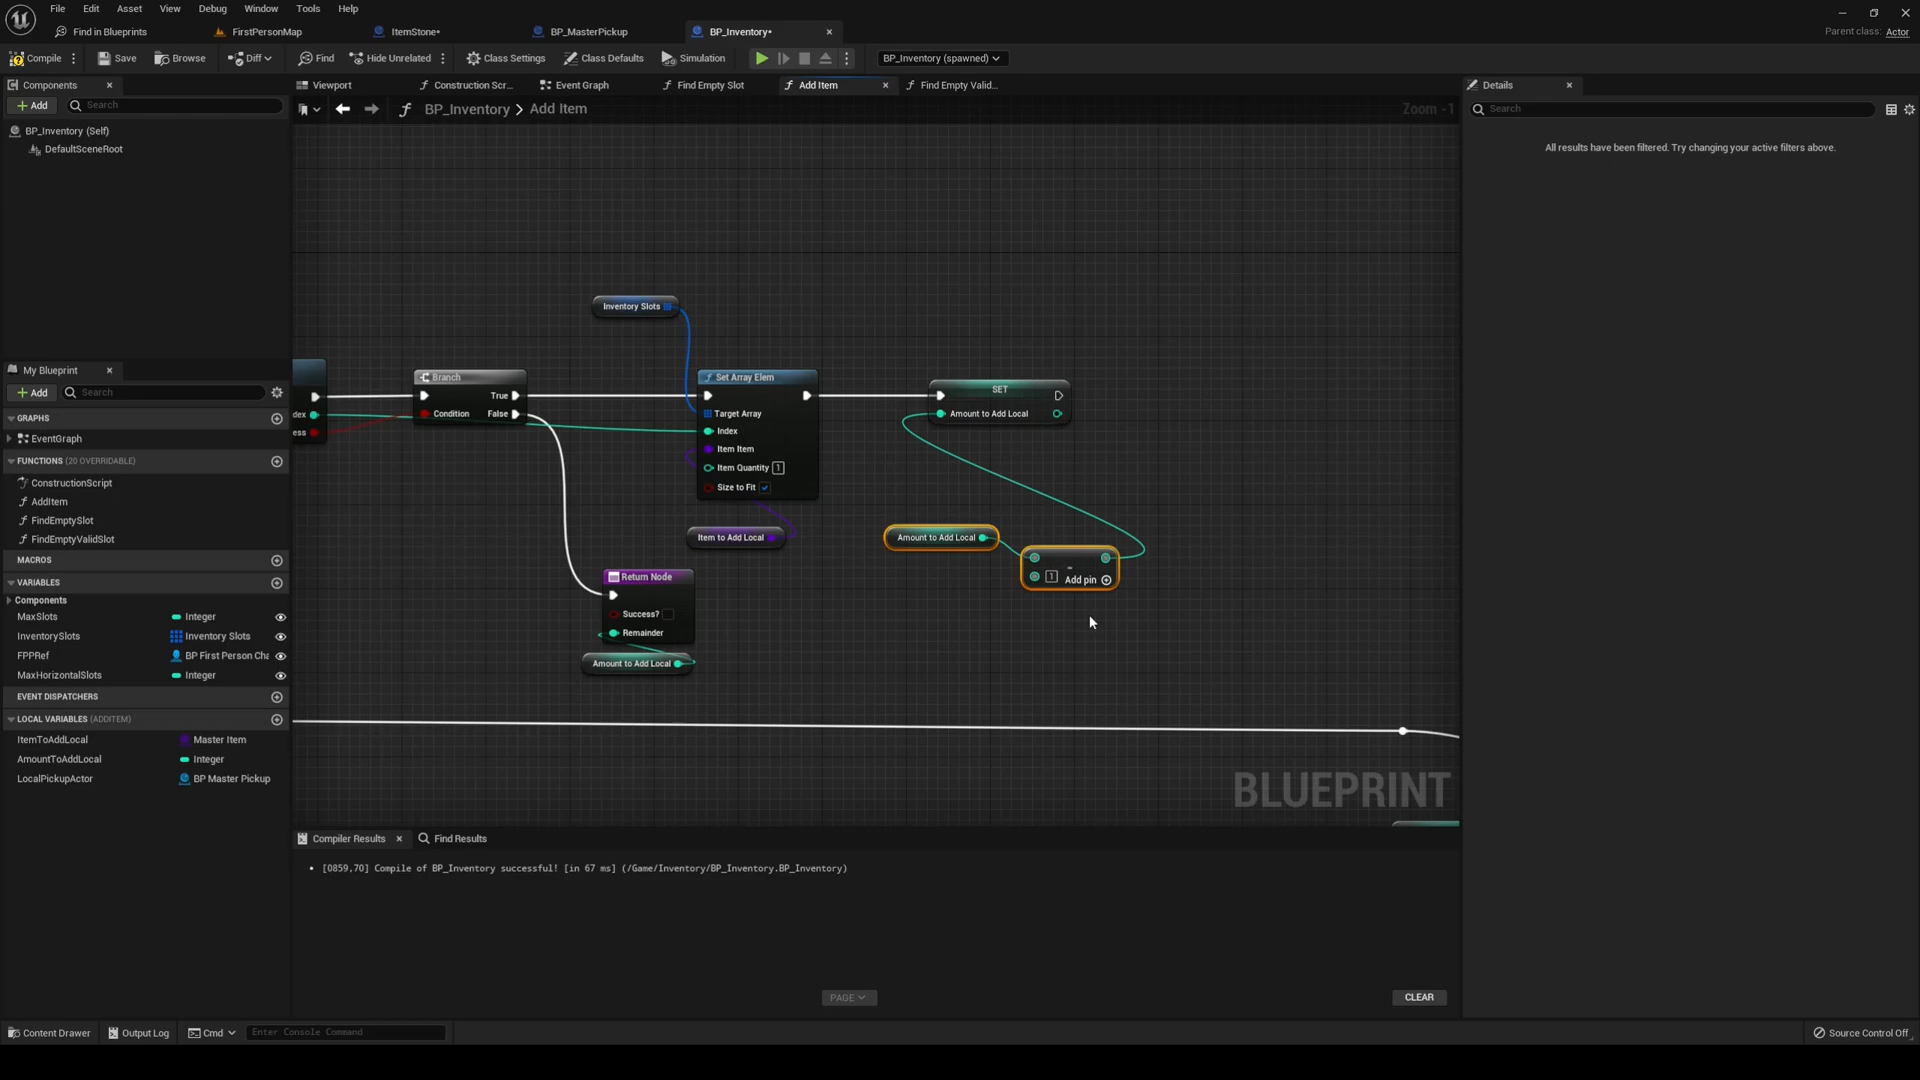 File Edit Asset View Debug Window Tools Help
Find in Blueprints FirstPersonMap ItemStone* BP_MasterPickup BP_Inventory*
Parent class: Actor
Compile Save Browse Diff Find Hide Unrelated Class Settings Class Defaults Simulation BP_Inventory (spawned)
Components
Viewport Construction Scr... Event Graph Find Empty Slot Add Item Find Empty Valid...
Details
Add Search
BP_Inventory > Add Item
Zoom -1
Search
BP_Inventory (Self)
DefaultSceneRoot
All results have been filtered. Try changing your active filters above.
My Blueprint
Add Search
GRAPHS
EventGraph
FUNCTIONS (20 OVERRIDABLE)
ConstructionScript
AddItem
FindEmptySlot
FindEmptyValidSlot
MACROS
VARIABLES
Components
MaxSlots Integer
InventorySlots Inventory Slots
FPPRef BP First Person Cha
MaxHorizontalSlots Integer
EVENT DISPATCHERS
LOCAL VARIABLES (ADDITEM)
ItemToAddLocal Master Item
AmountToAddLocal Integer
LocalPickupActor BP Master Pickup
dex
ess
Branch
True
Condition False
Inventory Slots
Set Array Elem
Target Array
Index
Item Item
Item Quantity 1
Size to Fit
Item to Add Local
SET
Amount to Add Local
Amount to Add Local
-
1 Add pin
Return Node
Success?
Remainder
Amount to Add Local
BLUEPRINT
Compiler Results Find Results
[0859,70] Compile of BP_Inventory successful! [in 67 ms] (/Game/Inventory/BP_Inventory.BP_Inventory)
PAGE
CLEAR
Content Drawer Output Log Cmd Enter Console Command
Source Control Off